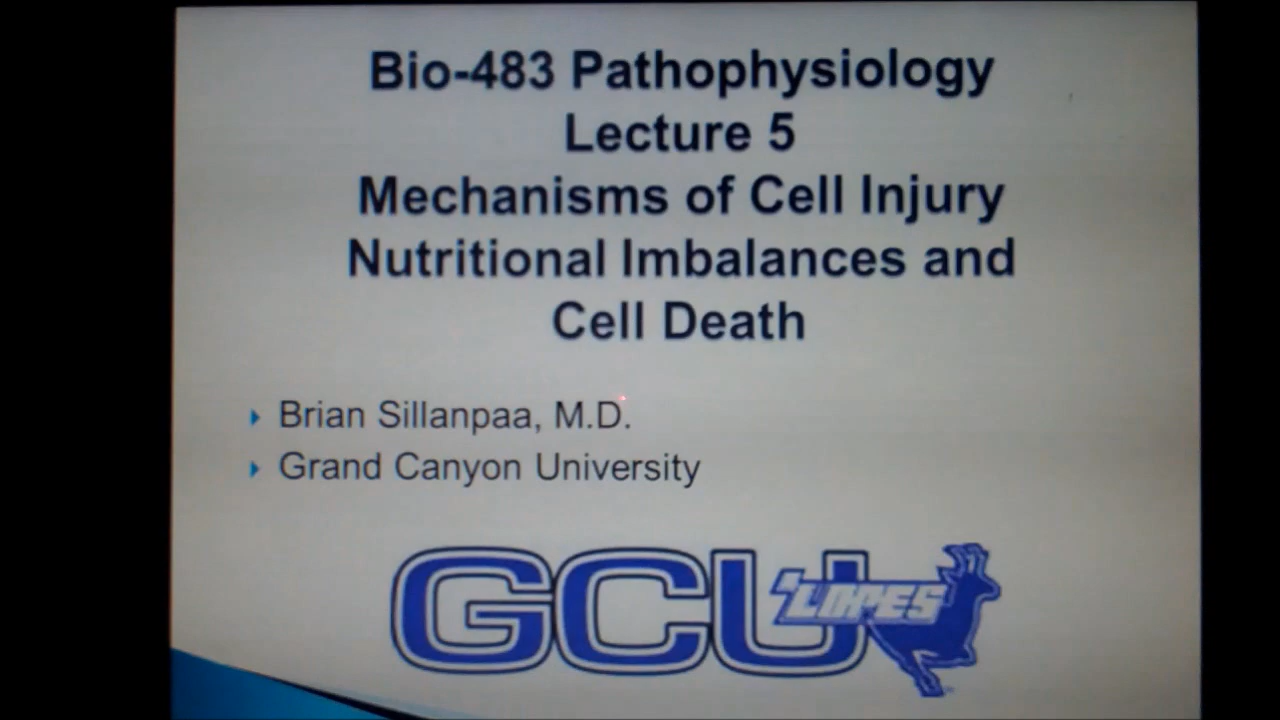 Bio-483 Pathophysiology
Lecture 5
Mechanisms of Cell Injury
Nutritional Imbalances and
Cell Death
Brian Sillanpaa, M.D.
Grand Canyon University
GCU
'LOPES